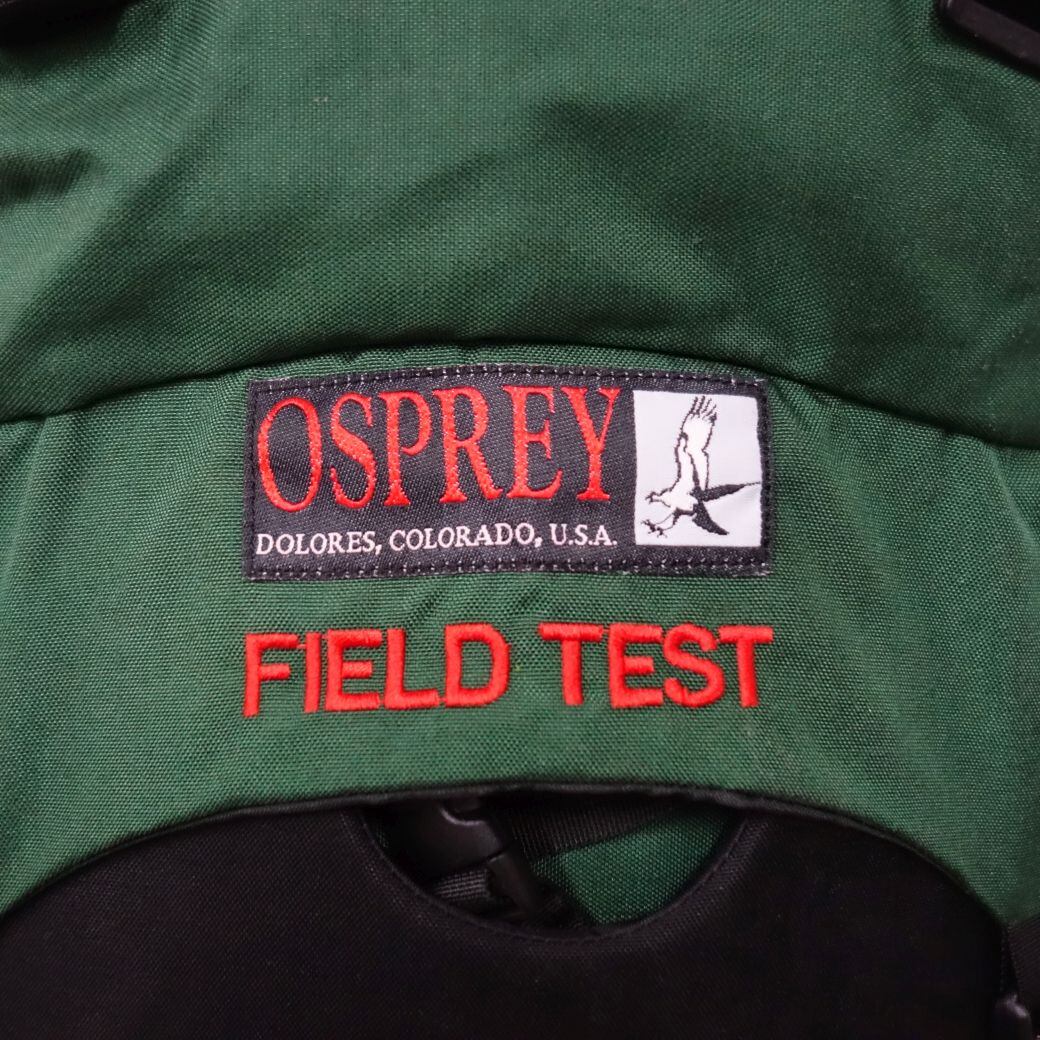 OSPREY
DOLORES, COLORADO, U.S.A.
FIELD TEST